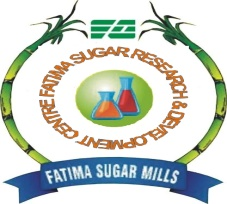 FATIMA SUGAR RESEARCH & DEVELOPMENT CENTRE
FATIMA SUGAR MILLS